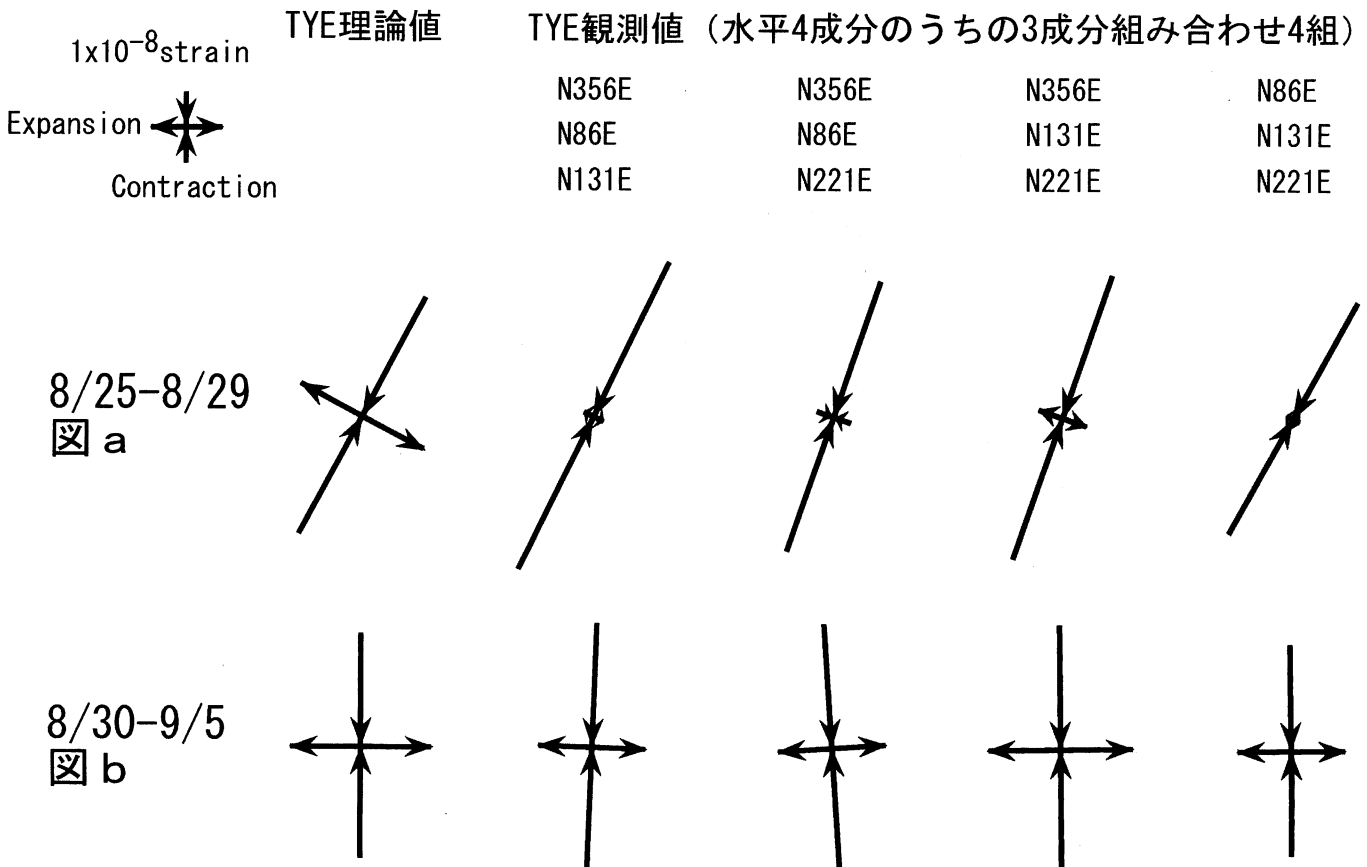 TYE理論値
TYE観測値（水平4成分のうちの3成分組み合わせ4組）
1x10-8strain
Expansion
Contraction
N356E N356E N356E N86E
N86E N86E N131E N131E
N131E N221E N221E N221E
8/25-8/29
図a
8/30-9/5
図b